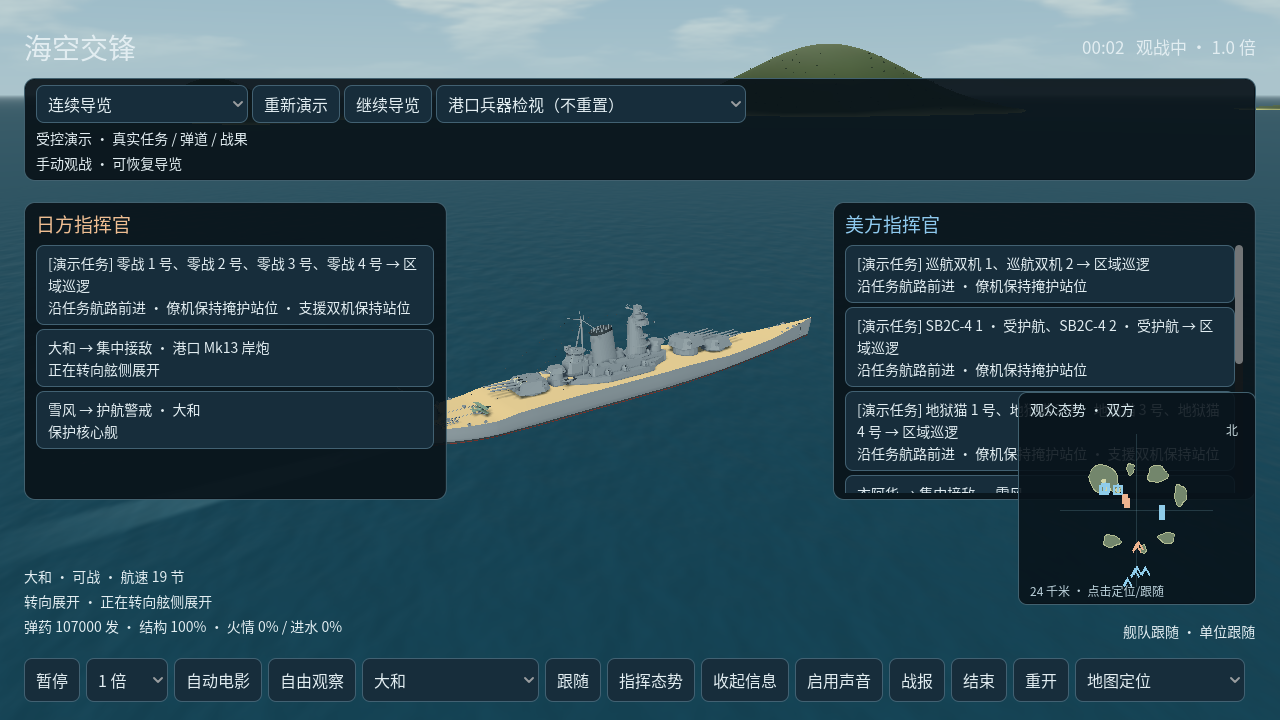 海空交锋
00:02 观战中 · 1.0 倍
连续导览
重新演示
继续导览
港口兵器检视（不重置）
受控演示 · 真实任务 / 弹道 / 战果
手动观战 · 可恢复导览
日方指挥官
[演示任务] 零战 1 号、零战 2 号、零战 3 号、零战 4 号 → 区
域巡逻
沿任务航路前进 · 僚机保持掩护站位 · 支援双机保持站位
大和 → 集中接敌 · 港口 Mk13 岸炮
正在转向舷侧展开
雪风 → 护航警戒 · 大和
保护核心舰
美方指挥官
[演示任务] 巡航双机 1、巡航双机 2 → 区域巡逻
沿任务航路前进 · 僚机保持掩护站位
[演示任务] SB2C-4 1 · 受护航、SB2C-4 2 · 受护航 → 区
域巡逻
沿任务航路前进 · 僚机保持掩护站位
[演示任务] 地狱猫 1 号、地 3 号、地狱猫
4 号 → 区域巡逻
沿任务航路前进 · 僚机保持掩护站位 · 支援双机保持站位
观众态势 · 双方
北
24 千米 · 点击定位/跟随
大和 · 可战 · 航速 19 节
转向展开 · 正在转向舷侧展开
弹药 107000 发 · 结构 100% · 火情 0% / 进水 0%
舰队跟随 · 单位跟随
暂停
1 倍
自动电影
自由观察
大和
跟随
指挥态势
收起信息
启用声音
战报
结束
重开
地图定位